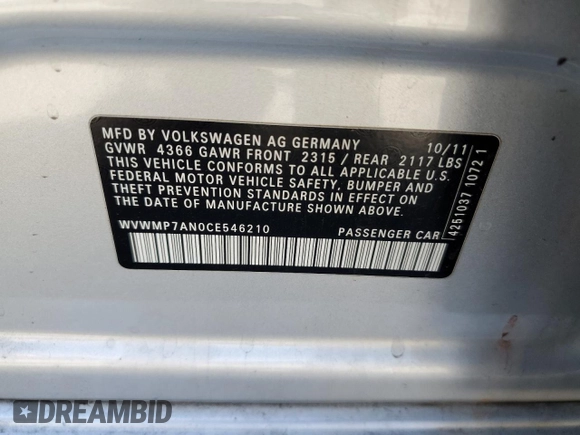 MFD BY VOLKSWAGEN AG GERMANY 10/11
GVWR 4366 GAWR FRONT 2315 / REAR 2117 LBS
THIS VEHICLE CONFORMS TO ALL APPLICABLE U.S.
FEDERAL MOTOR VEHICLE SAFETY, BUMPER AND
THEFT PREVENTION STANDARDS IN EFFECT ON
THE DATE OF MANUFACTURE SHOWN ABOVE.
WVWMP7AN0CE546210 PASSENGER CAR
4251037 1072 1
DREAMBID